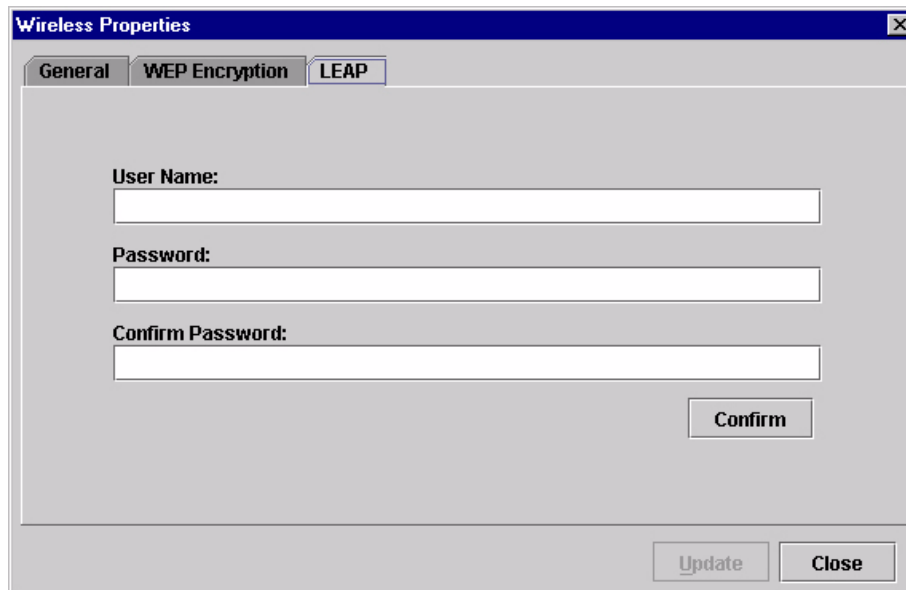 Wireless Properties
General WEP Encryption LEAP
User Name:
Password:
Confirm Password:
Confirm
Update Close